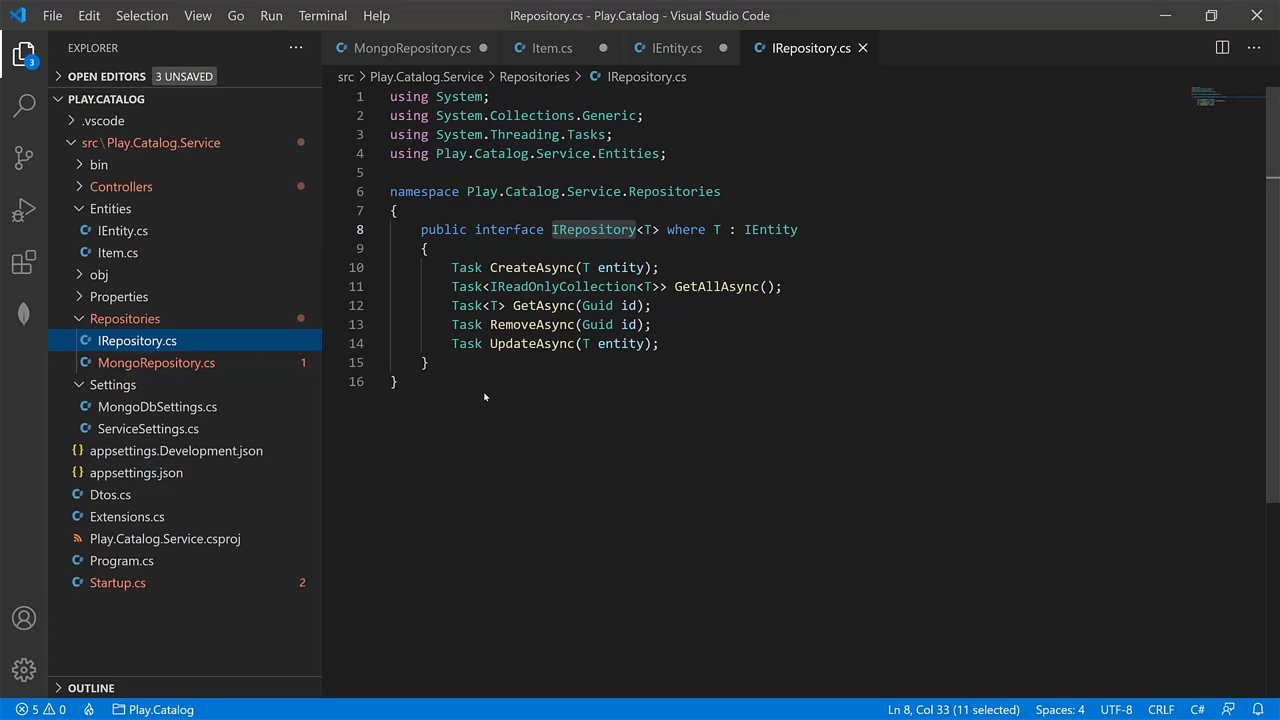 File Edit Selection View Go Run Terminal Help IRepository.cs - Play.Catalog - Visual Studio Code
EXPLORER
3
OPEN EDITORS 3 UNSAVED
PLAY.CATALOG
.vscode
src\Play.Catalog.Service
bin
Controllers
Entities
IEntity.cs
Item.cs
obj
Properties
Repositories
IRepository.cs
MongoRepository.cs 1
Settings
MongoDbSettings.cs
ServiceSettings.cs
appsettings.Development.json
appsettings.json
Dtos.cs
Extensions.cs
Play.Catalog.Service.csproj
Program.cs
Startup.cs 2
OUTLINE
MongoRepository.cs Item.cs IEntity.cs IRepository.cs
src > Play.Catalog.Service > Repositories > IRepository.cs
1 using System;
2 using System.Collections.Generic;
3 using System.Threading.Tasks;
4 using Play.Catalog.Service.Entities;
5
6 namespace Play.Catalog.Service.Repositories
7 {
8 public interface IRepository<T> where T : IEntity
9 {
10 Task CreateAsync(T entity);
11 Task<IReadOnlyCollection<T>> GetAllAsync();
12 Task<T> GetAsync(Guid id);
13 Task RemoveAsync(Guid id);
14 Task UpdateAsync(T entity);
15 }
16 }
5 0 Play.Catalog Ln 8, Col 33 (11 selected) Spaces: 4 UTF-8 CRLF C#